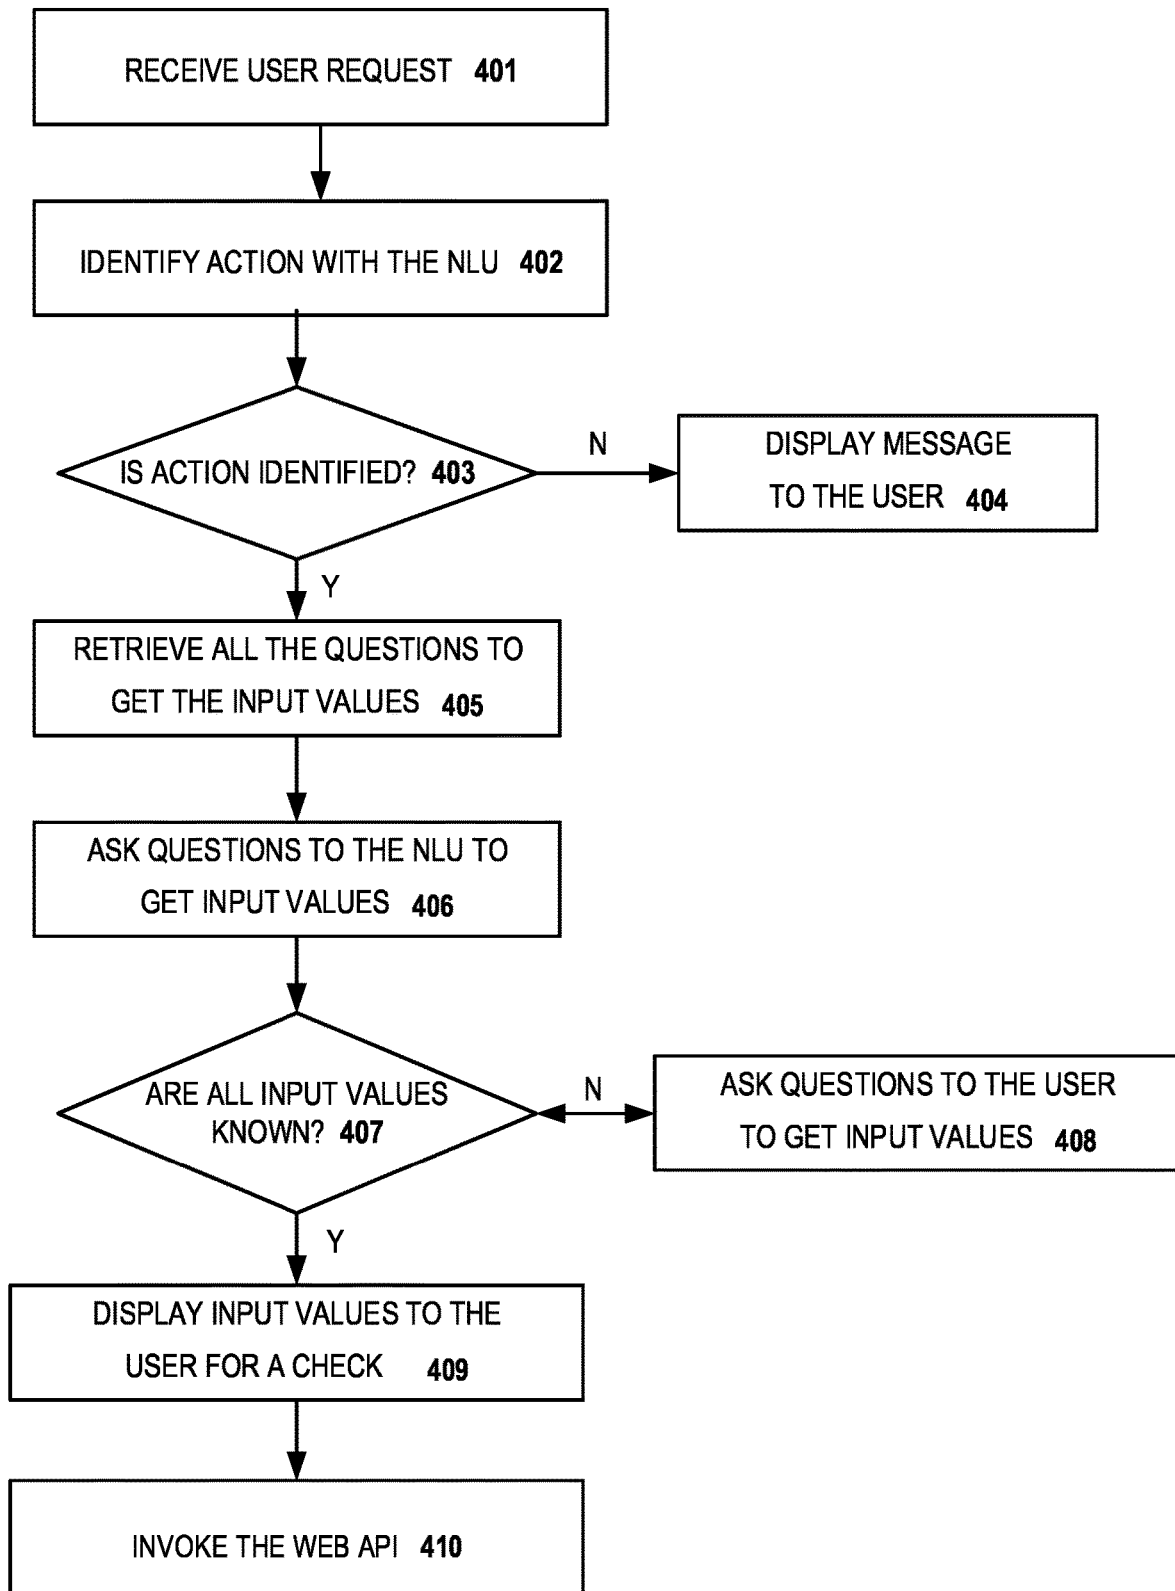 RECEIVE USER REQUEST 401
IDENTIFY ACTION WITH THE NLU 402
IS ACTION IDENTIFIED? 403
N
DISPLAY MESSAGE
TO THE USER 404
Y
RETRIEVE ALL THE QUESTIONS TO
GET THE INPUT VALUES 405
ASK QUESTIONS TO THE NLU TO
GET INPUT VALUES 406
ARE ALL INPUT VALUES
KNOWN? 407
N
ASK QUESTIONS TO THE USER
TO GET INPUT VALUES 408
Y
DISPLAY INPUT VALUES TO THE
USER FOR A CHECK 409
INVOKE THE WEB API 410